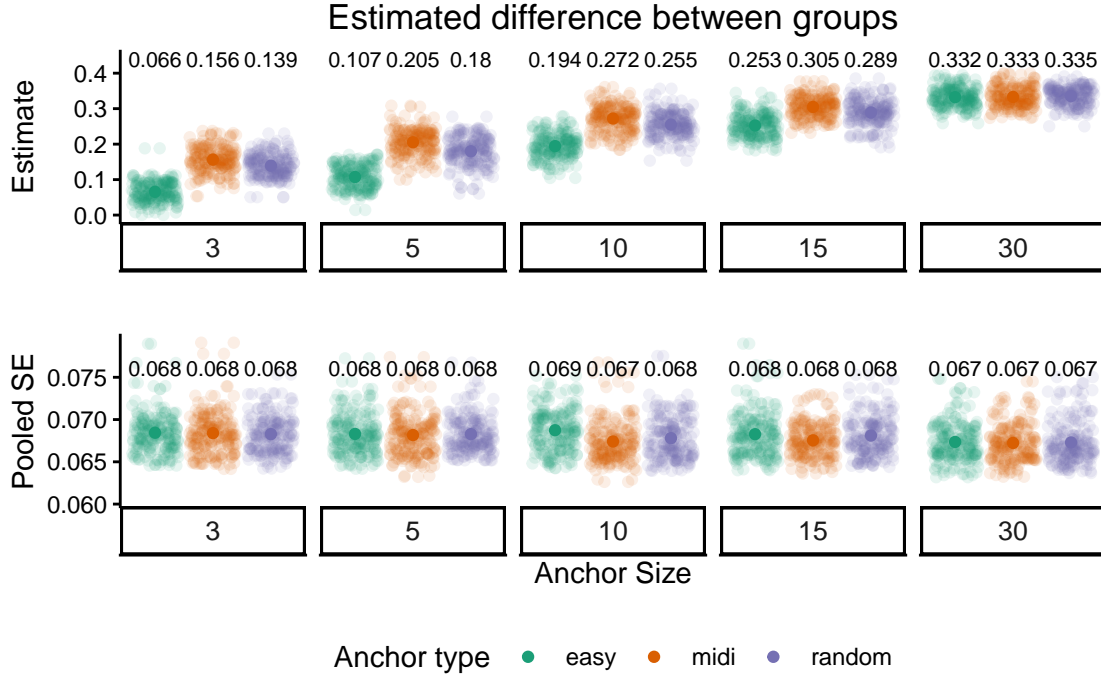 Estimated difference between groups
0.066 0.156 0.139 0.107 0.205 0.18 0.194 0.272 0.255 0.253 0.305 0.289 0.332 0.333 0.335
Estimate
0.4
0.3
0.2
0.1
0.0
3 5 10 15 30
0.068 0.068 0.068 0.068 0.068 0.068 0.069 0.067 0.068 0.068 0.068 0.068 0.067 0.067 0.067
Pooled SE
0.075
0.070
0.065
0.060
3 5 10 15 30
Anchor Size
Anchor type easy midi random